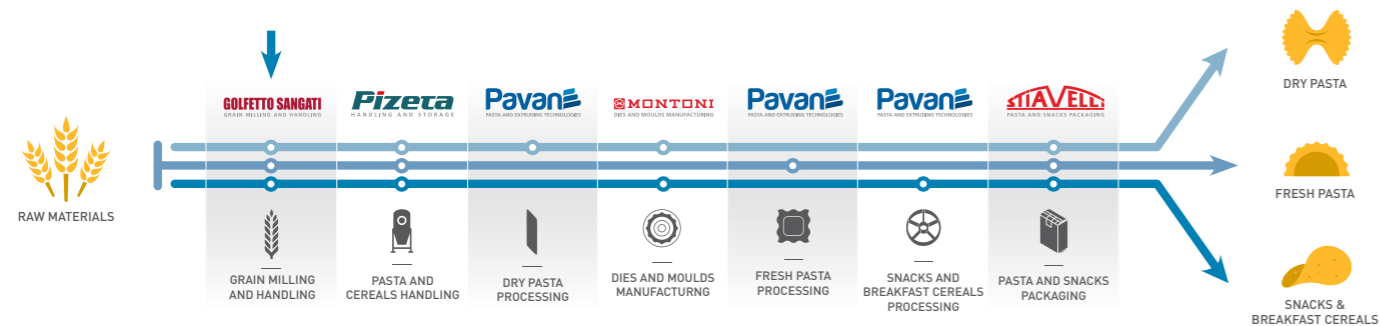 RAW MATERIALS
GOLFETTO SANGATI
GRAIN MILLING AND HANDLING
Pizeta
HANDLING AND STORAGE
Pavan
PASTA AND EXTRUDING TECHNOLOGIES
MONTONI
DIES AND MOULDS MANUFACTURING
Pavan
PASTA AND EXTRUDING TECHNOLOGIES
Pavan
PASTA AND EXTRUDING TECHNOLOGIES
STIAVELLI
PASTA AND SNACKS PACKAGING
GRAIN MILLING
AND HANDLING
PASTA AND
CEREALS HANDLING
DRY PASTA
PROCESSING
DIES AND MOULDS
MANUFACTURNG
FRESH PASTA
PROCESSING
SNACKS AND
BREAKFAST CEREALS
PROCESSING
PASTA AND SNACKS
PACKAGING
DRY PASTA
FRESH PASTA
SNACKS &
BREAKFAST CEREALS